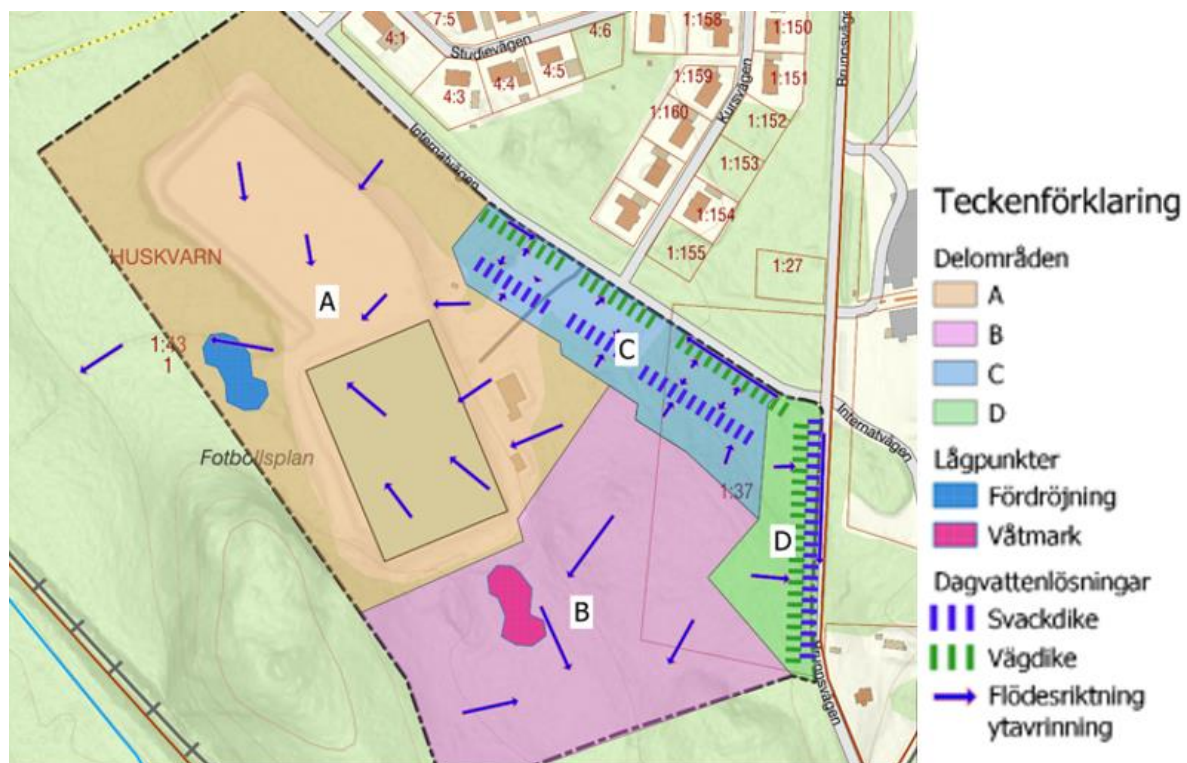 7:5
4:1
Studievägen
4:6
1:158
1:150
Brunnsvägen
4:5
4:4
4:3
1:159
1:151
Kursvägen
1:160
1:152
Internatvägen
1:153
1:154
1:155
1:27
HUSKVARN
A
1:43
1
C
Internatvägen
Fotbollsplan
1:37
D
B
Brunnsvägen
Teckenförklaring
Delområden
A
B
C
D
Lågpunkter
Fördröjning
Våtmark
Dagvattenlösningar
Svackdike
Vägdike
Flödesriktning
ytavrinning